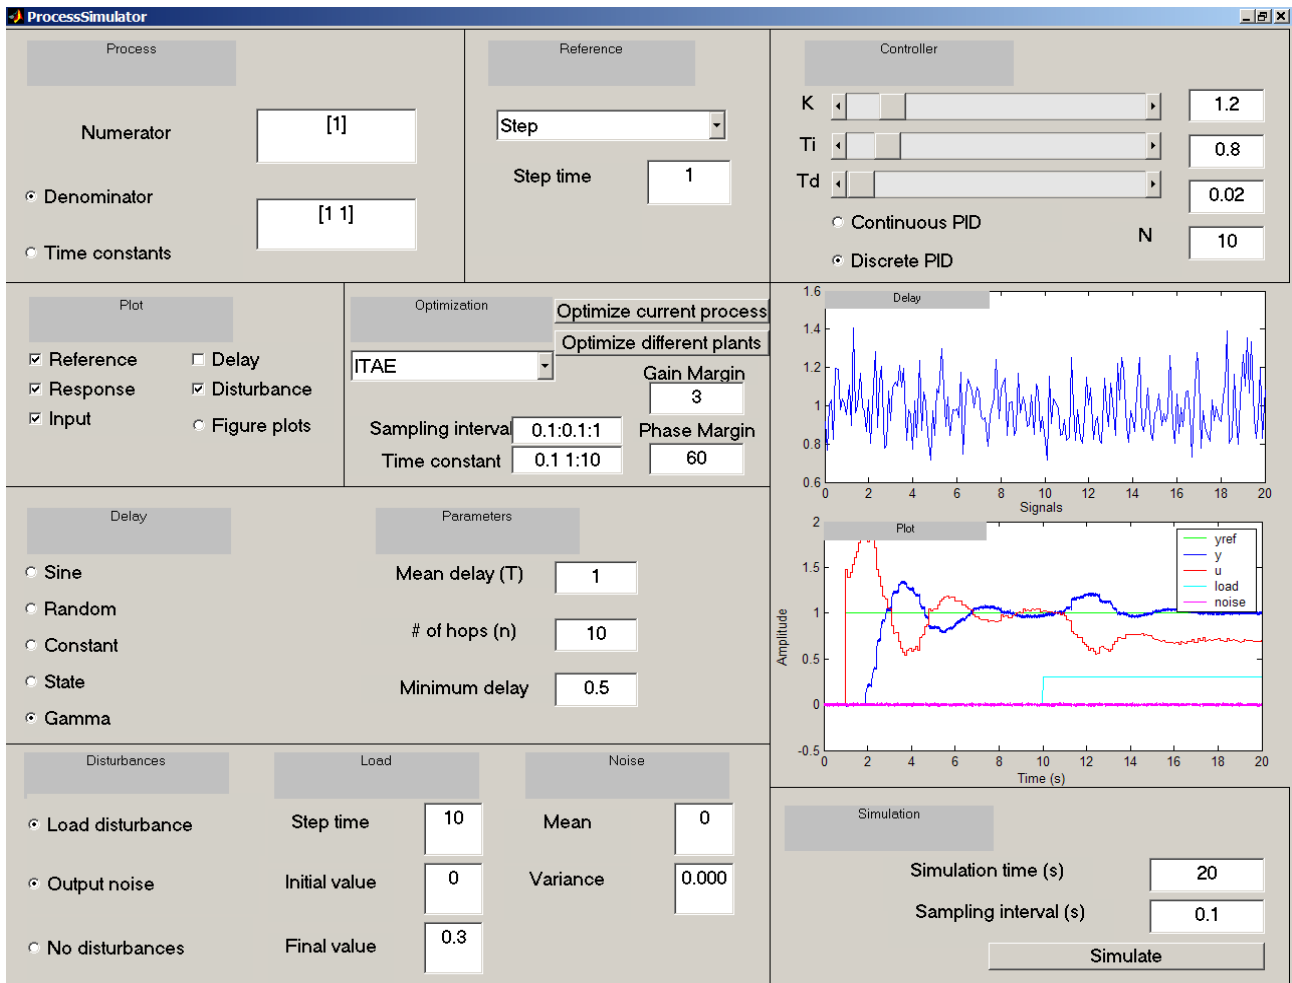 ProcessSimulator
Process
Numerator
[1]
Denominator
[1 1]
Time constants
Reference
Step
Step time
1
Controller
K
1.2
Ti
0.8
Td
0.02
Continuous PID
N
10
Discrete PID
Plot
Reference
Delay
Response
Disturbance
Input
Figure plots
Optimization
Optimize current process
Optimize different plants
ITAE
Gain Margin
3
Sampling interval
0.1:0.1:1
Phase Margin
Time constant
0.1 1:10
60
Delay
1.6
1.4
1.2
1
0.8
0.6
0 2 4 6 8 10 12 14 16 18 20
Signals
Plot
2
1.5
1
0.5
0
-0.5
Amplitude
yref
y
u
load
noise
0 2 4 6 8 10 12 14 16 18 20
Time (s)
Delay
Sine
Random
Constant
State
Gamma
Parameters
Mean delay (T)
1
# of hops (n)
10
Minimum delay
0.5
Disturbances
Load disturbance
Output noise
No disturbances
Load
Step time
10
Initial value
0
Final value
0.3
Noise
Mean
0
Variance
0.000
Simulation
Simulation time (s)
20
Sampling interval (s)
0.1
Simulate